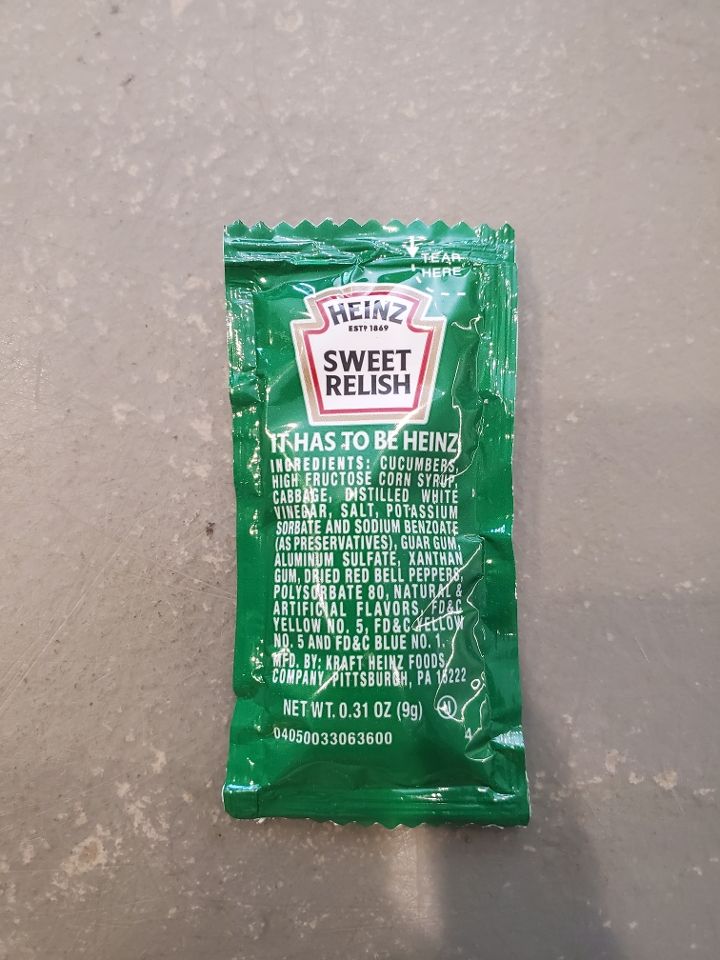 TEAR
HERE
HEINZ
ESTD 1869
SWEET
RELISH
IT HAS TO BE HEINZ
INGREDIENTS: CUCUMBERS,
HIGH FRUCTOSE CORN SYRUP,
CABBAGE, DISTILLED WHITE
VINEGAR, SALT, POTASSIUM
SORBATE AND SODIUM BENZOATE
(AS PRESERVATIVES), GUAR GUM,
ALUMINUM SULFATE, XANTHAN
GUM, DRIED RED BELL PEPPERS,
POLYSORBATE 80, NATURAL &
ARTIFICIAL FLAVORS, FD&C
YELLOW NO. 5, FD&C YELLOW
NO. 5 AND FD&C BLUE NO. 1.
MFD. BY: KRAFT HEINZ FOODS
COMPANY, PITTSBURGH, PA 15222
NET WT. 0.31 OZ (9g)
04050033063600
4